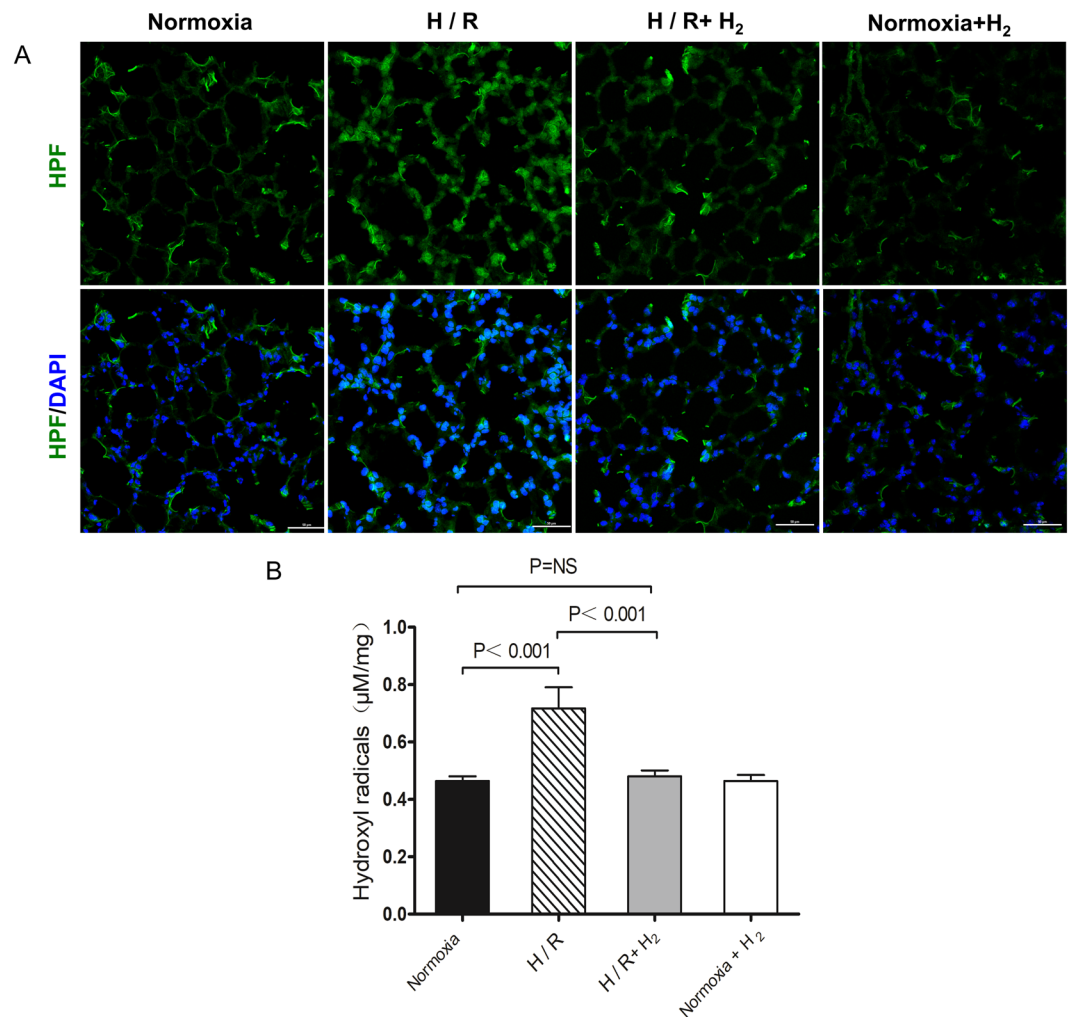 Normoxia
H / R
H / R+ H2
Normoxia+H2
A
HPF
HPF/DAPI
B
P=NS
P< 0.001
P< 0.001
Hydroxyl radicals (μM/mg)
1.0
0.8
0.6
0.4
0.2
0.0
Normoxia
H / R
H / R+ H2
Normoxia + H2